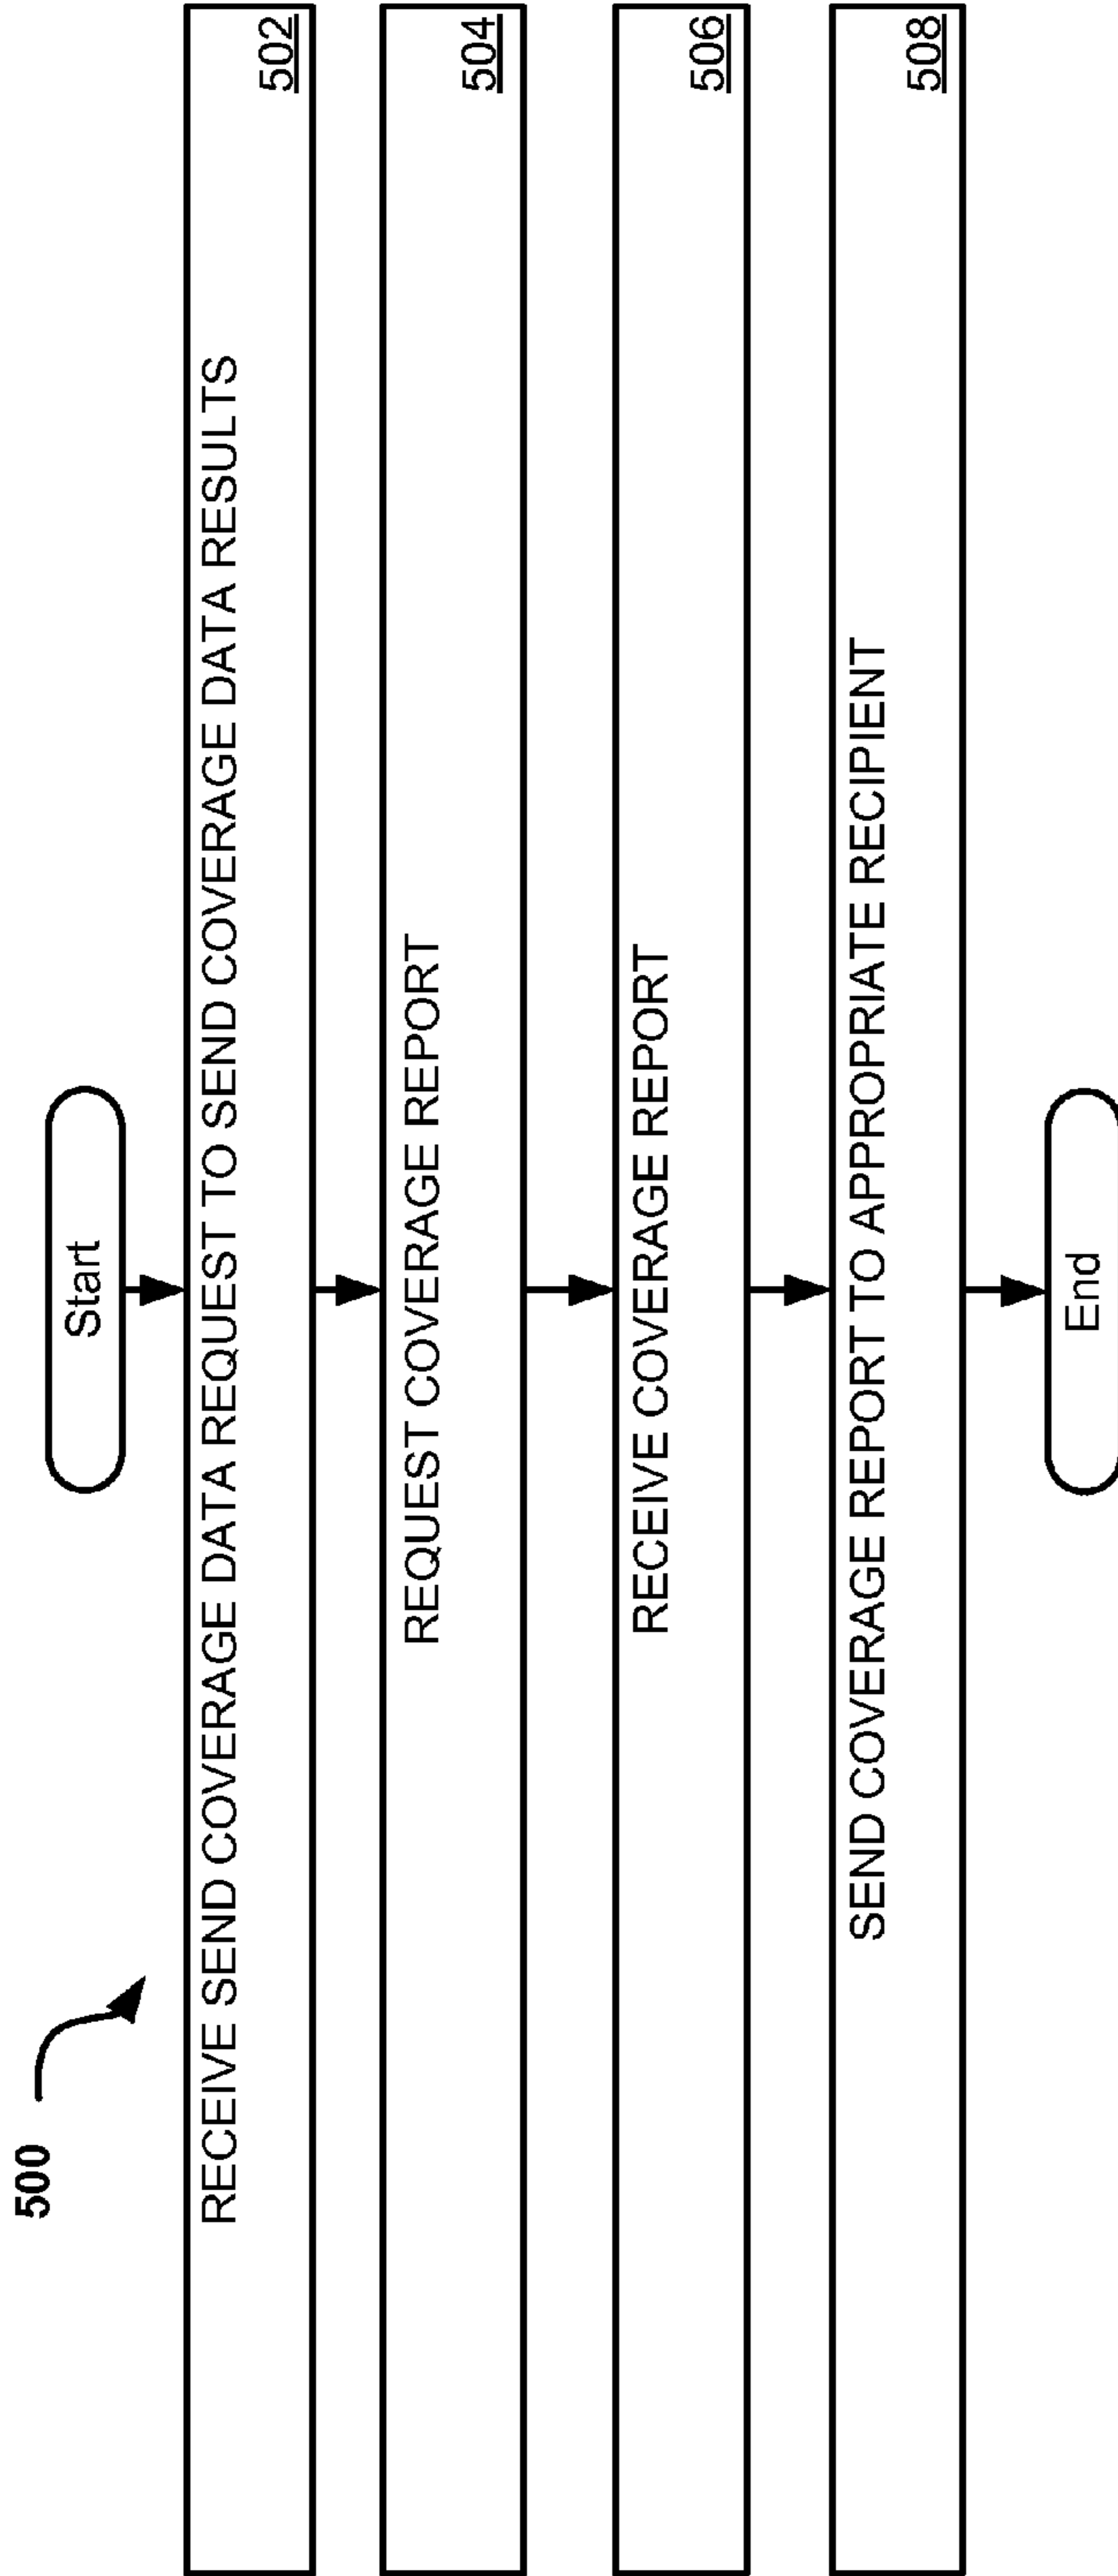 500
Start
RECEIVE SEND COVERAGE DATA REQUEST TO SEND COVERAGE DATA RESULTS
502
REQUEST COVERAGE REPORT
504
RECEIVE COVERAGE REPORT
506
SEND COVERAGE REPORT TO APPROPRIATE RECIPIENT
508
End